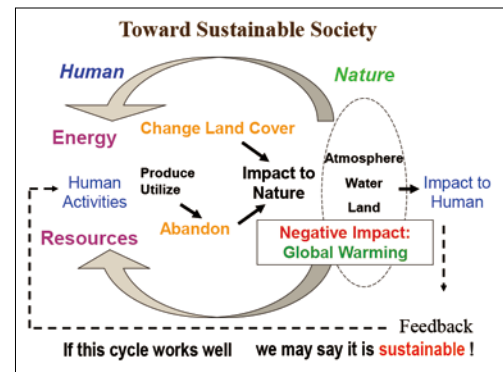 Toward Sustainable Society
Human
Nature
Energy
Change Land Cover
Human
Activities
Produce
Utilize
Abandon
Impact to
Nature
Atmosphere
Water
Land
Impact to
Human
Resources
Negative Impact:
Global Warming
Feedback
If this cycle works well we may say it is sustainable !